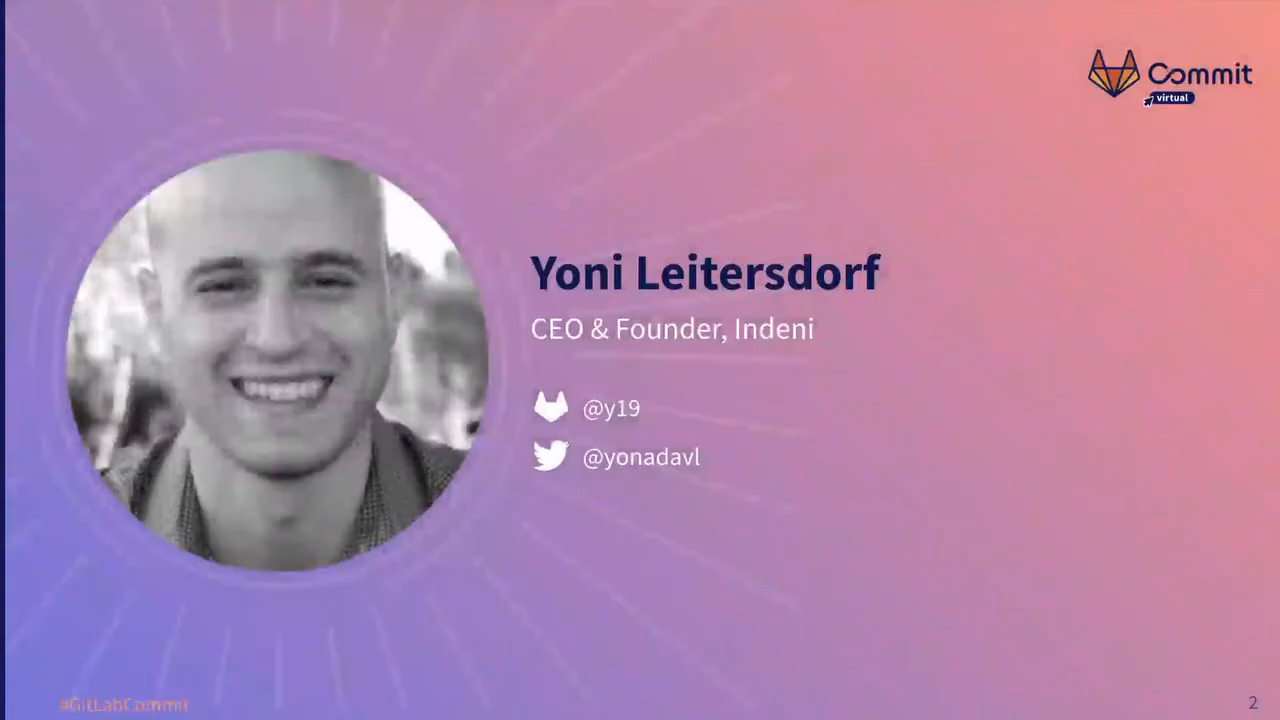 Commit
virtual
Yoni Leitersdorf
CEO & Founder, Indeni
@y19
@yonadavl
#GitLabCommit
2